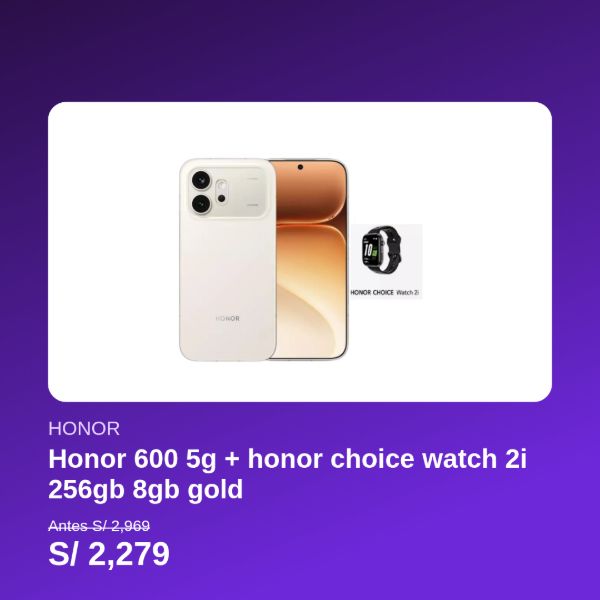 HONOR
HONOR CHOICE Watch 2i
HONOR
Honor 600 5g + honor choice watch 2i
256gb 8gb gold
Antes S/ 2,969
S/ 2,279